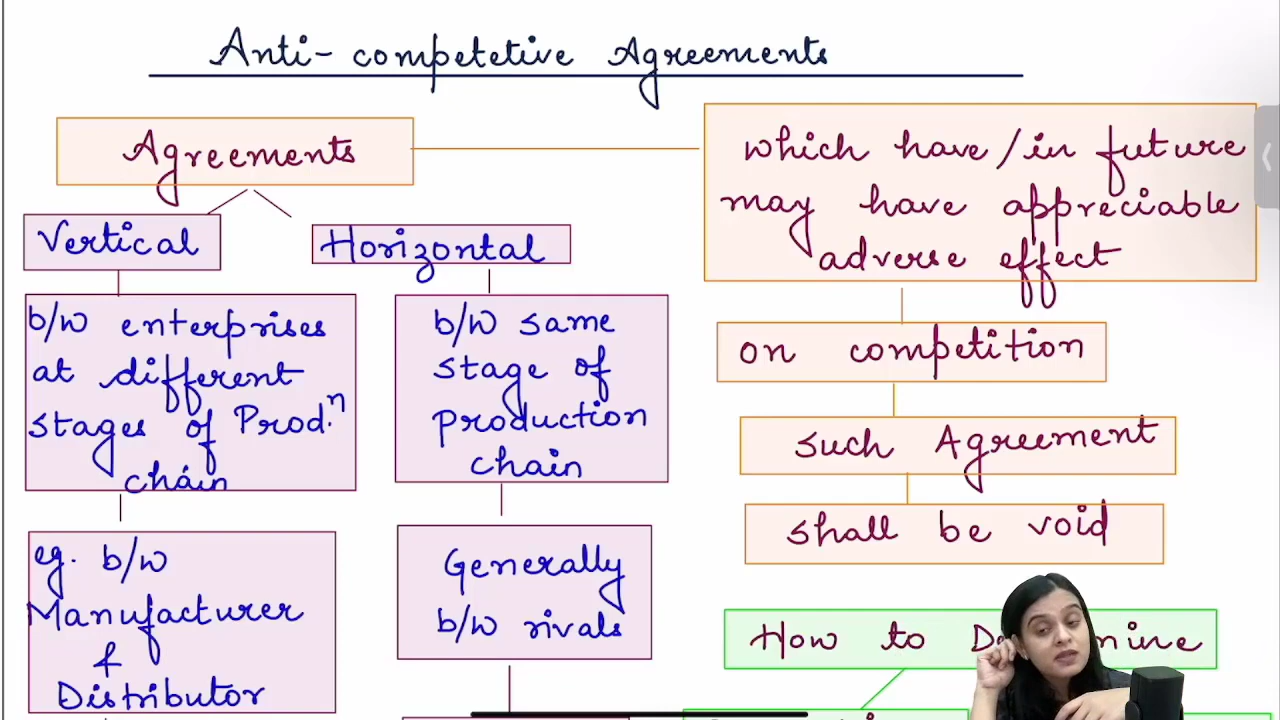 Anti-competetive Agreements
Agreements
which have/in future
may have appreciable
adverse effect
on competition
such Agreement
shall be void
Vertical
b/w enterprises
at different
stages of Prod.n
chain
eg. b/w
Manufacturer
&
Distributor
Horizontal
b/w same
stage of
production
chain
Generally
b/w rivals
How to